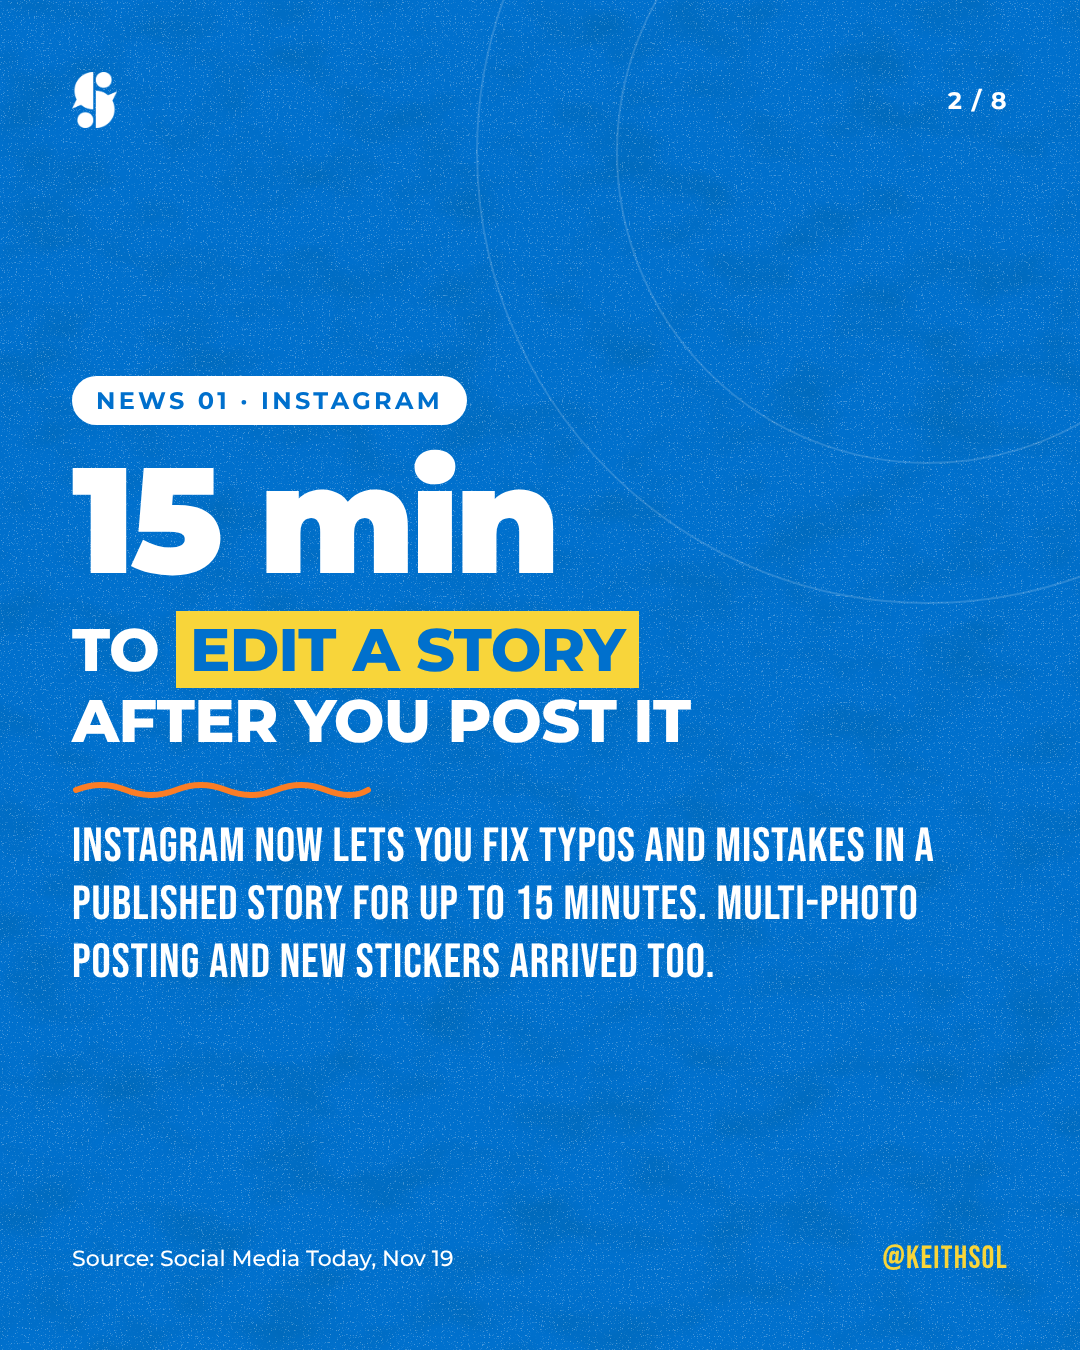 2 / 8
NEWS 01 · INSTAGRAM
15 min
TO EDIT A STORY
AFTER YOU POST IT
INSTAGRAM NOW LETS YOU FIX TYPOS AND MISTAKES IN A
PUBLISHED STORY FOR UP TO 15 MINUTES. MULTI-PHOTO
POSTING AND NEW STICKERS ARRIVED TOO.
Source: Social Media Today, Nov 19
@KEITHSOL